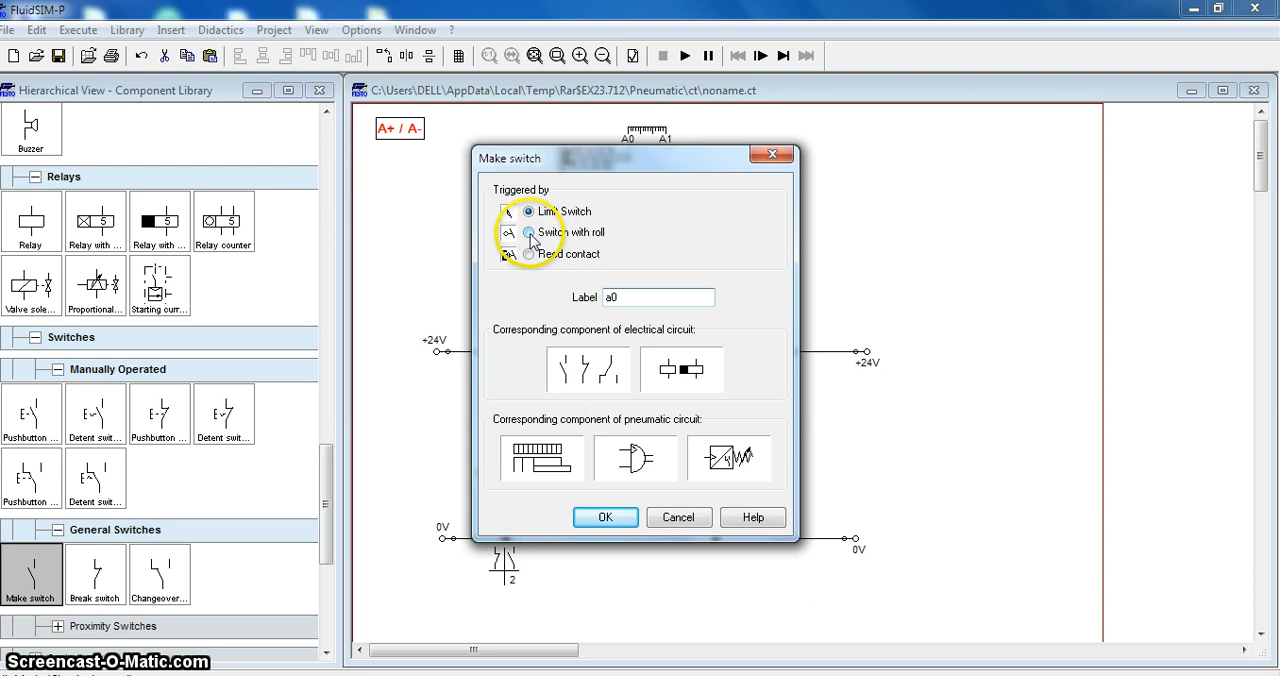 FluidSIM-P
File Edit Execute Library Insert Didactics Project View Options Window ?
Hierarchical View - Component Library
Buzzer
Relays
Relay Relay with ... Relay with ... Relay counter
5 5 5
Valve sole... Proportional... Starting curr...
Switches
Manually Operated
Pushbutton ... Detent swit... Pushbutton ... Detent swit...
Pushbutton ... Detent swit...
General Switches
Make switch Break switch Changeover...
Proximity Switches
Screencast-O-Matic.com
FESTO C:\Users\DELL\AppData\Local\Temp\Rar$EX23.712\Pneumatic\ct\noname.ct
A+ / A-
A0 A1
+24V
+24V
0V
0V
2
Make switch
Triggered by
Limit Switch
Switch with roll
Reed contact
Label a0
Corresponding component of electrical circuit:
Corresponding component of pneumatic circuit:
OK Cancel Help